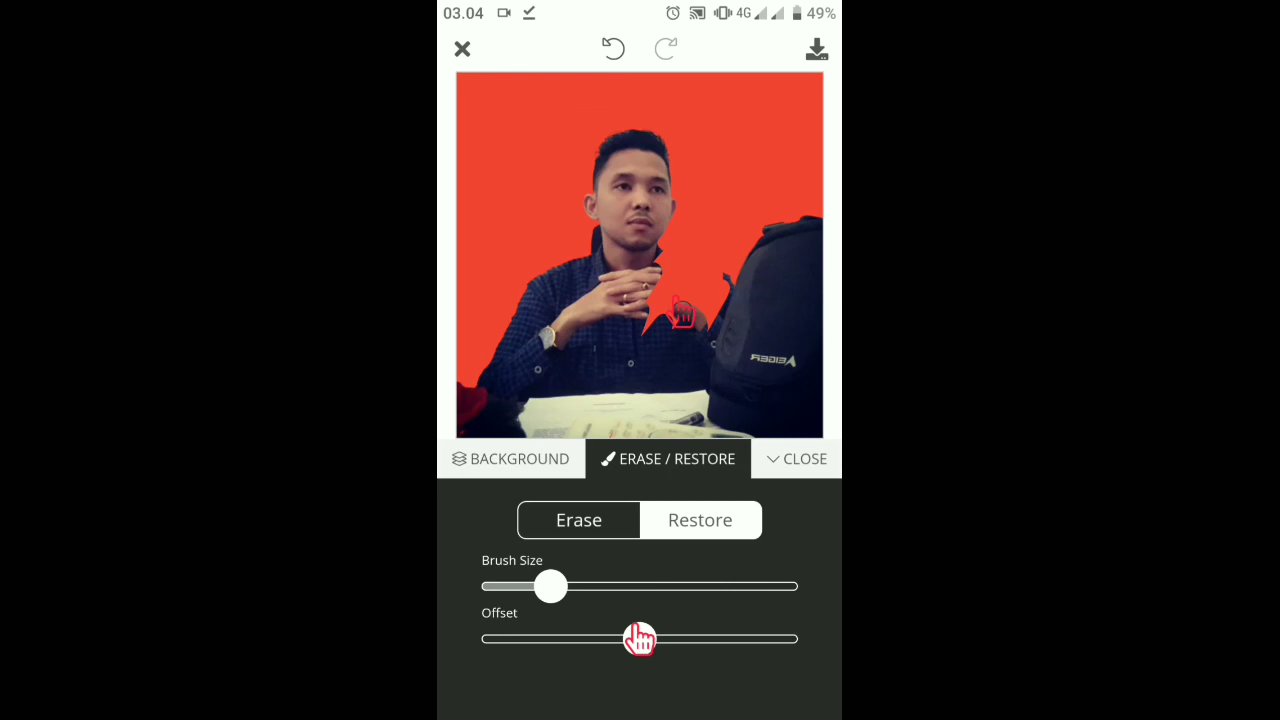 03.04 4G 49%
BACKGROUND ERASE / RESTORE CLOSE
Erase Restore
Brush Size
Offset